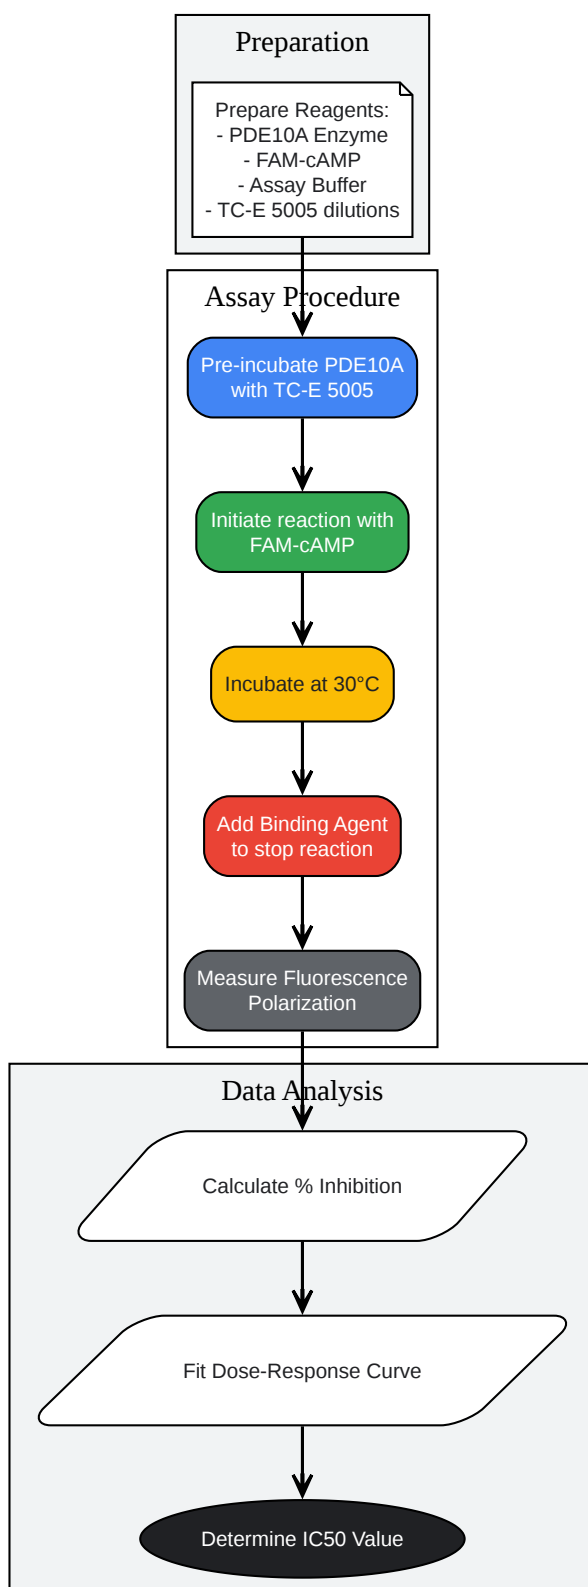 Preparation
Prepare Reagents:
- PDE10A Enzyme
- FAM-cAMP
- Assay Buffer
- TC-E 5005 dilutions
Assay Procedure
Pre-incubate PDE10A
with TC-E 5005
Initiate reaction with
FAM-cAMP
Incubate at 30°C
Add Binding Agent
to stop reaction
Measure Fluorescence
Polarization
Data Analysis
Calculate % Inhibition
Fit Dose-Response Curve
Determine IC50 Value